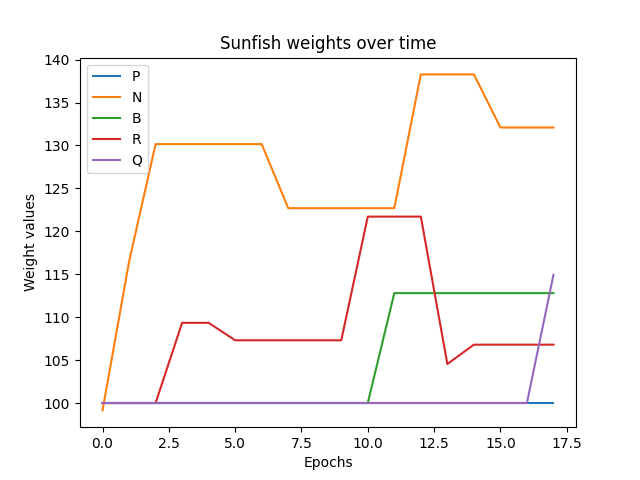 Sunfish weights over time
140
135
130
125
120
115
110
105
100
Weight values
P
N
B
R
Q
0.0 2.5 5.0 7.5 10.0 12.5 15.0 17.5
Epochs